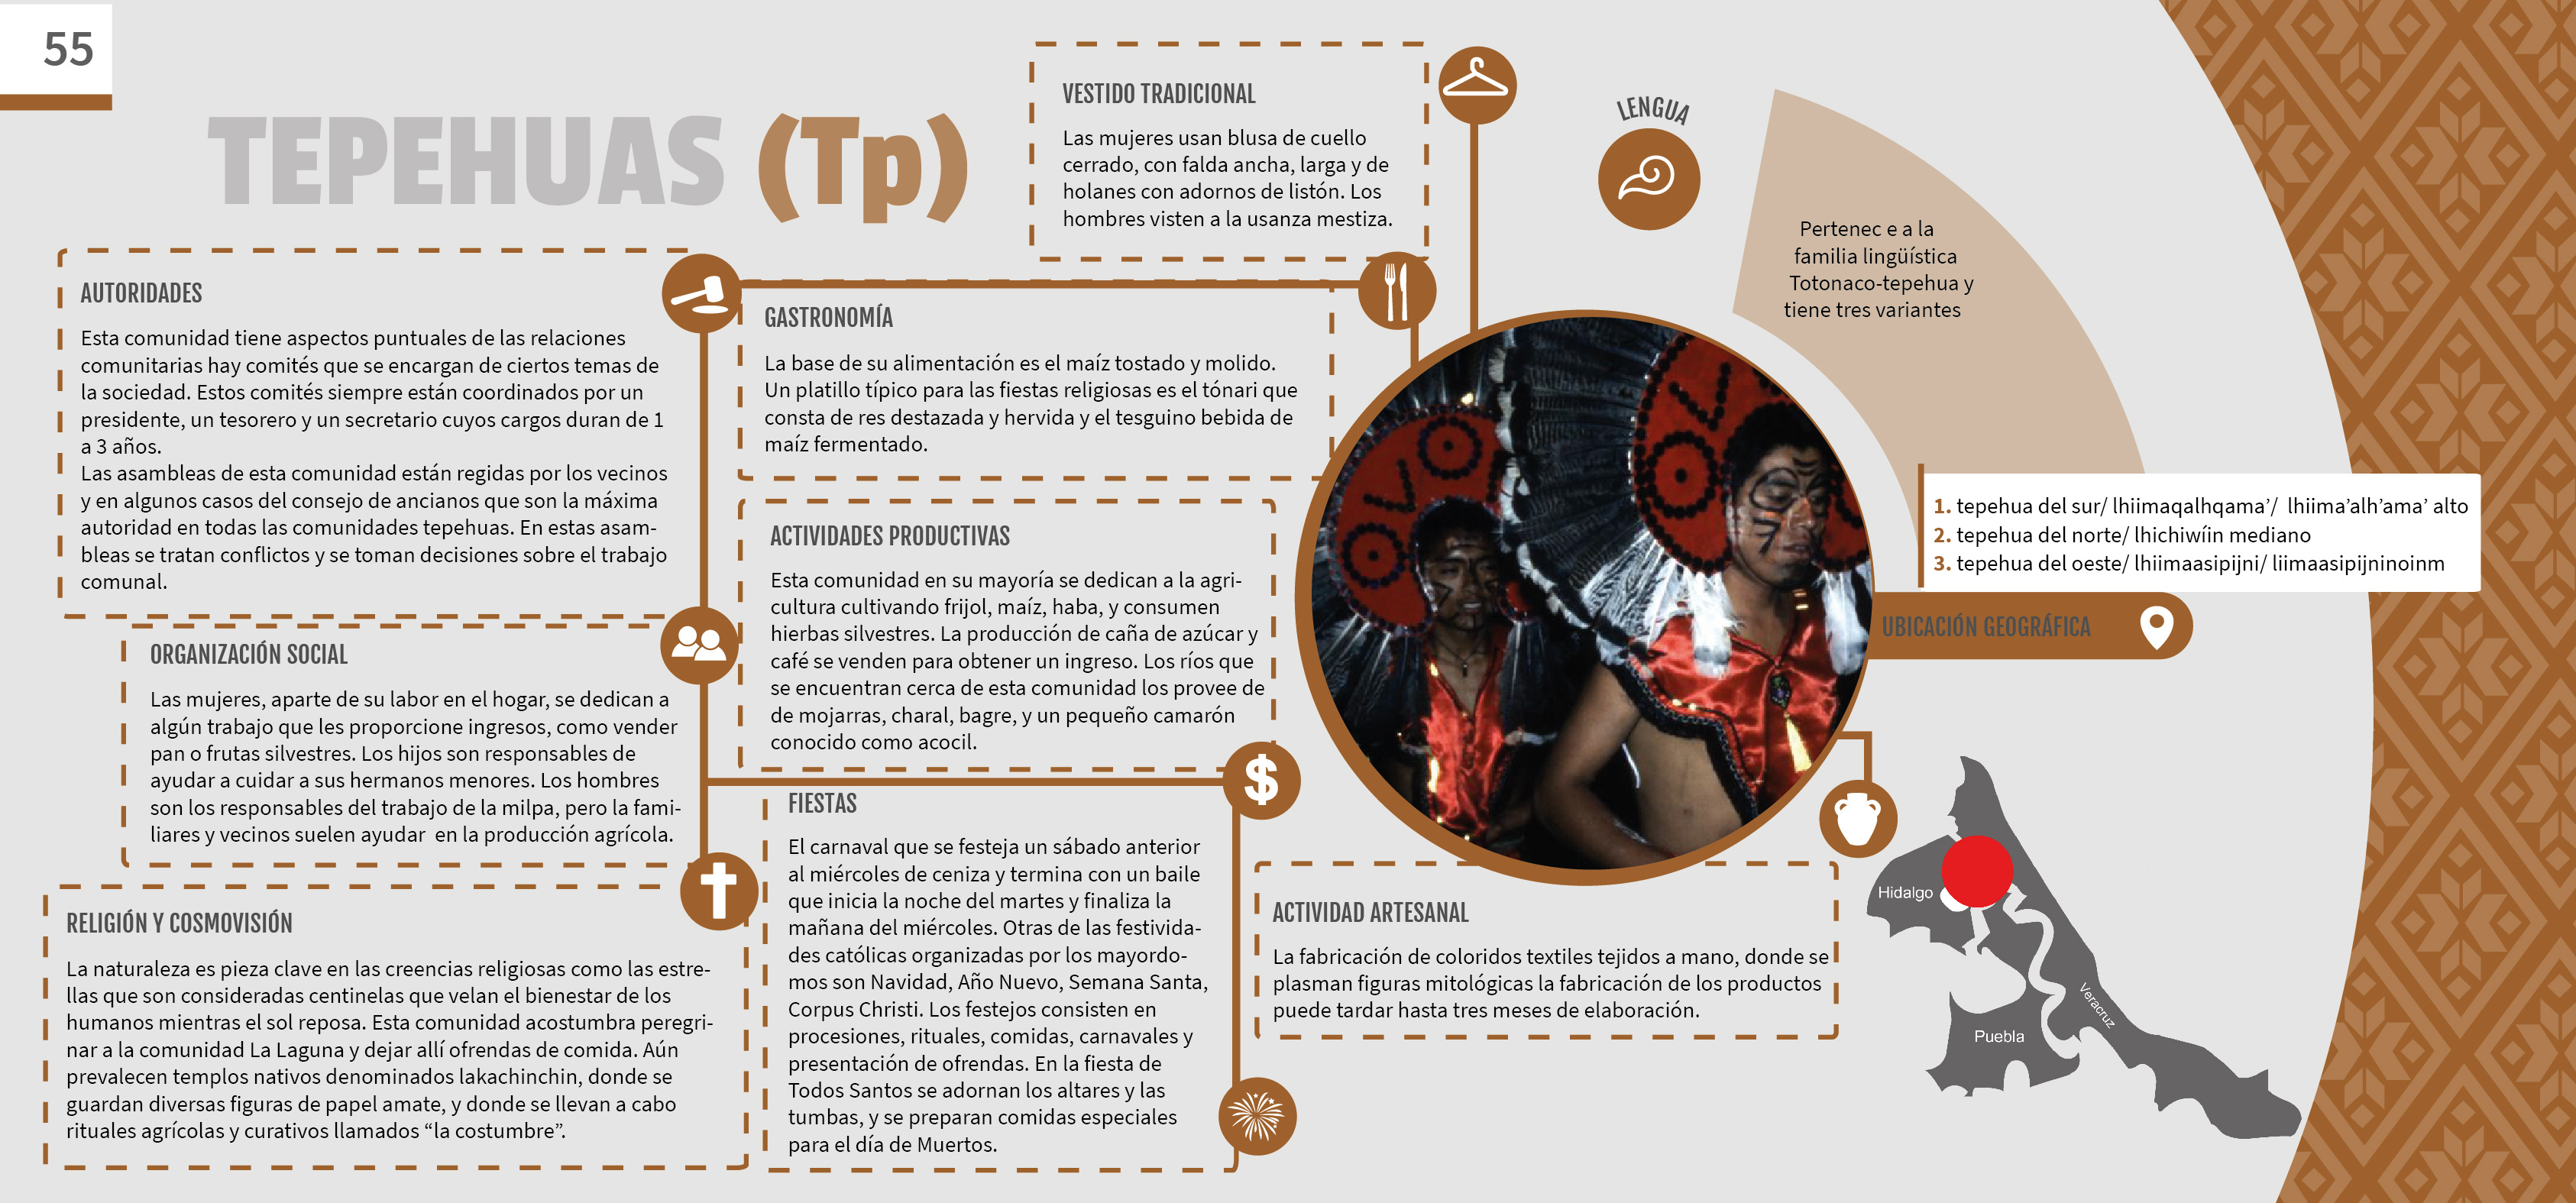 55
TEPEHUAS (Tp)
VESTIDO TRADICIONAL
Las mujeres usan blusa de cuello
cerrado, con falda ancha, larga y de
holanes con adornos de listón. Los
hombres visten a la usanza mestiza.
LENGUA
Pertenec e a la
familia lingüística
Totonaco-tepehua y
tiene tres variantes
1. tepehua del sur/ lhiimaqalhqama’/ lhiima’alh’ama’ alto
2. tepehua del norte/ lhichiwíin mediano
3. tepehua del oeste/ lhiimaasipijni/ liimaasipijninoinm
UBICACIÓN GEOGRÁFICA
AUTORIDADES
Esta comunidad tiene aspectos puntuales de las relaciones
comunitarias hay comités que se encargan de ciertos temas de
la sociedad. Estos comités siempre están coordinados por un
presidente, un tesorero y un secretario cuyos cargos duran de 1
a 3 años.
Las asambleas de esta comunidad están regidas por los vecinos
y en algunos casos del consejo de ancianos que son la máxima
autoridad en todas las comunidades tepehuas. En estas asam-
bleas se tratan conflictos y se toman decisiones sobre el trabajo
comunal.
GASTRONOMÍA
La base de su alimentación es el maíz tostado y molido.
Un platillo típico para las fiestas religiosas es el tónari que
consta de res destazada y hervida y el tesguino bebida de
maíz fermentado.
ACTIVIDADES PRODUCTIVAS
Esta comunidad en su mayoría se dedican a la agri-
cultura cultivando frijol, maíz, haba, y consumen
hierbas silvestres. La producción de caña de azúcar y
café se venden para obtener un ingreso. Los ríos que
se encuentran cerca de esta comunidad los provee de
de mojarras, charal, bagre, y un pequeño camarón
conocido como acocil.
ORGANIZACIÓN SOCIAL
Las mujeres, aparte de su labor en el hogar, se dedican a
algún trabajo que les proporcione ingresos, como vender
pan o frutas silvestres. Los hijos son responsables de
ayudar a cuidar a sus hermanos menores. Los hombres
son los responsables del trabajo de la milpa, pero la fami-
liares y vecinos suelen ayudar en la producción agrícola.
$
FIESTAS
El carnaval que se festeja un sábado anterior
al miércoles de ceniza y termina con un baile
que inicia la noche del martes y finaliza la
mañana del miércoles. Otras de las festivida-
des católicas organizadas por los mayordo-
mos son Navidad, Año Nuevo, Semana Santa,
Corpus Christi. Los festejos consisten en
procesiones, rituales, comidas, carnavales y
presentación de ofrendas. En la fiesta de
Todos Santos se adornan los altares y las
tumbas, y se preparan comidas especiales
para el día de Muertos.
RELIGIÓN Y COSMOVISIÓN
La naturaleza es pieza clave en las creencias religiosas como las estre-
llas que son consideradas centinelas que velan el bienestar de los
humanos mientras el sol reposa. Esta comunidad acostumbra peregri-
nar a la comunidad La Laguna y dejar allí ofrendas de comida. Aún
prevalecen templos nativos denominados lakachinchin, donde se
guardan diversas figuras de papel amate, y donde se llevan a cabo
rituales agrícolas y curativos llamados “la costumbre”.
ACTIVIDAD ARTESANAL
La fabricación de coloridos textiles tejidos a mano, donde se
plasman figuras mitológicas la fabricación de los productos
puede tardar hasta tres meses de elaboración.
Hidalgo
Veracruz
Puebla